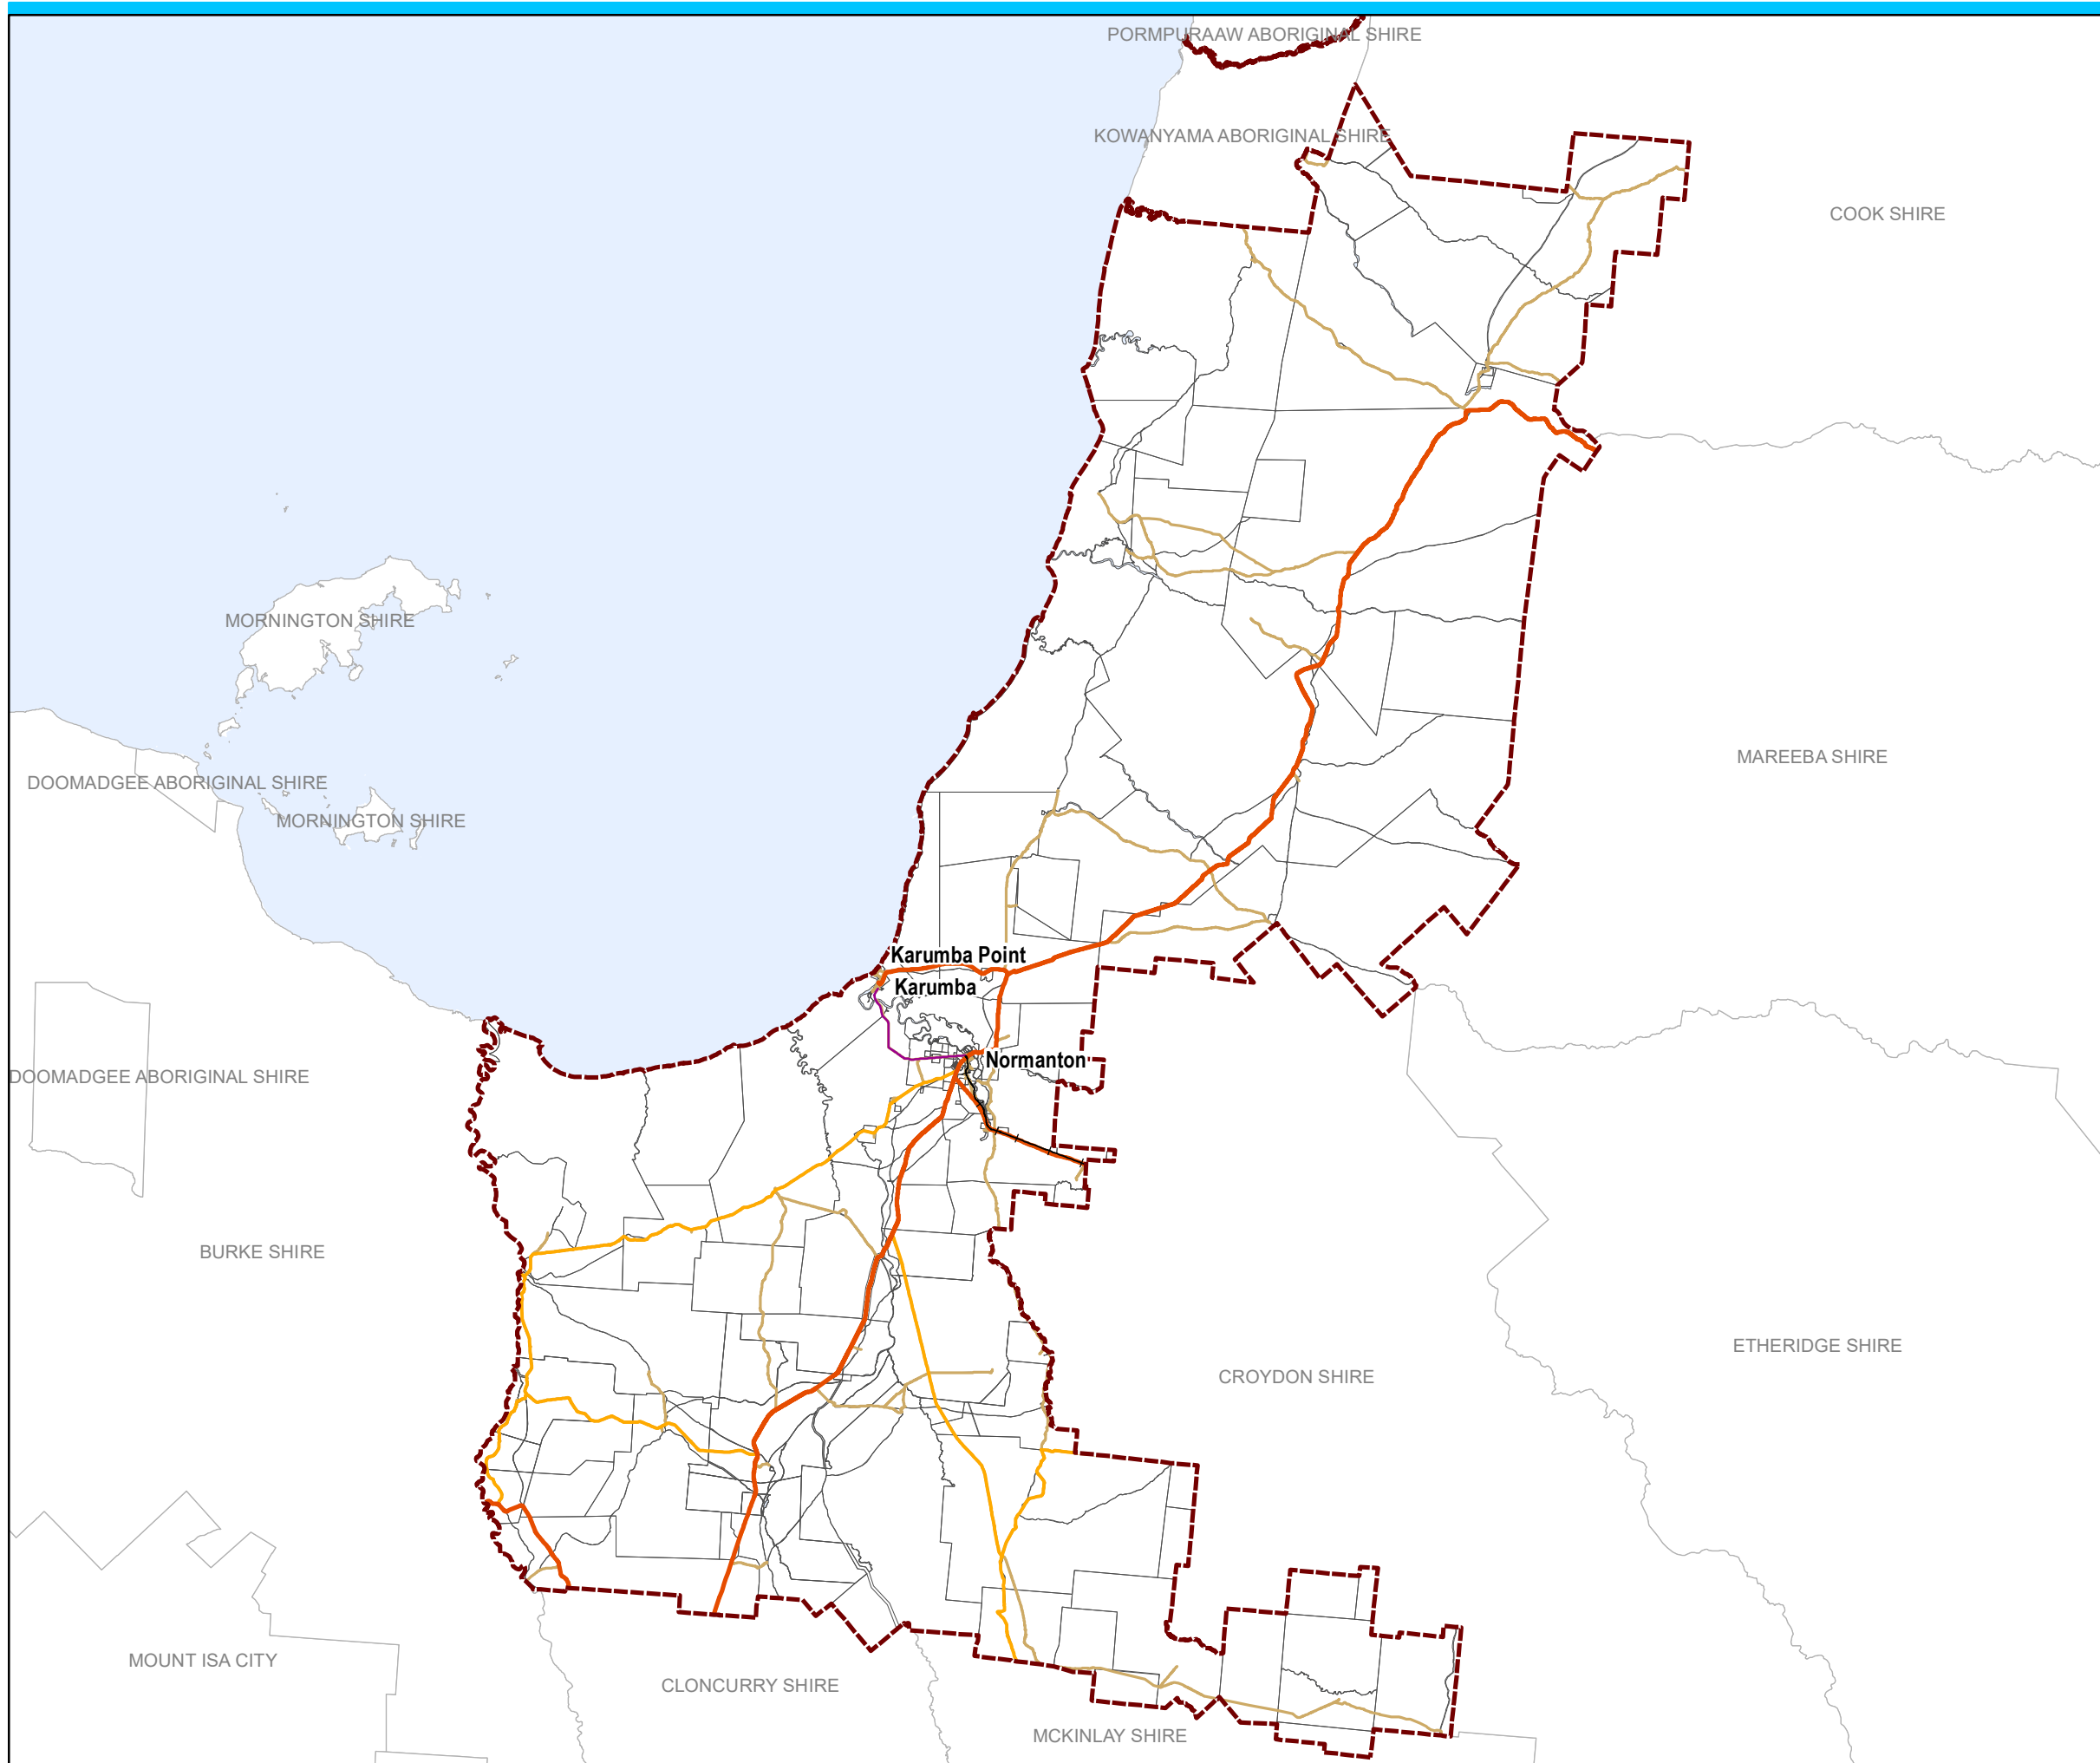 PORMPURAAW ABORIGINAL SHIRE
KOWANYAMA ABORIGINAL SHIRE
COOK SHIRE
MORNINGTON SHIRE
MAREEBA SHIRE
DOOMADGEE ABORIGINAL SHIRE
MORNINGTON SHIRE
Karumba Point
Karumba
Normanton
DOOMADGEE ABORIGINAL SHIRE
BURKE SHIRE
ETHERIDGE SHIRE
CROYDON SHIRE
MOUNT ISA CITY
CLONCURRY SHIRE
MCKINLAY SHIRE